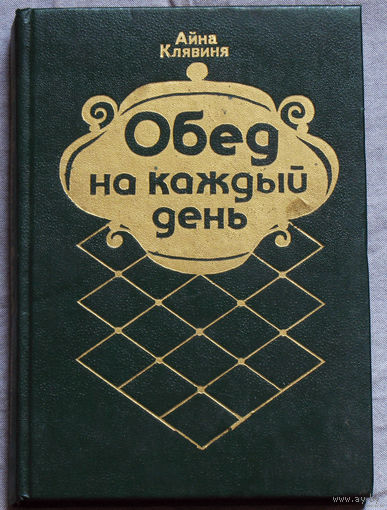 Айна
Клявиня
Обед
на каждый
день